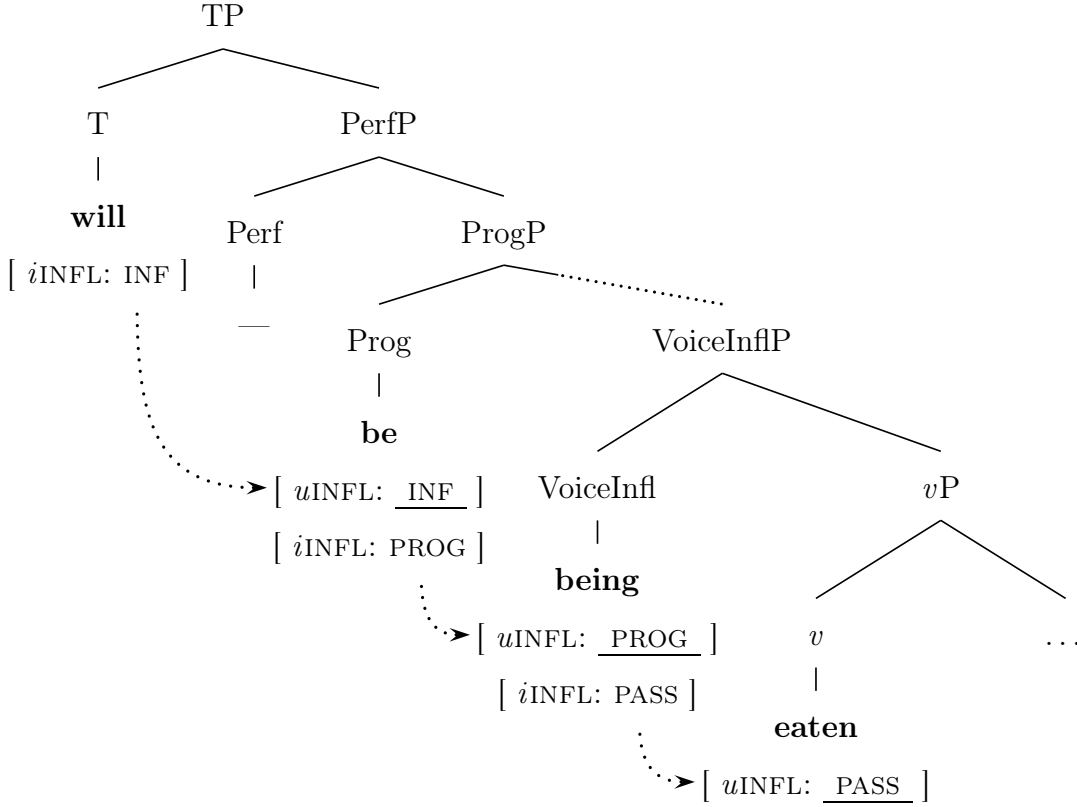 TP
T PerfP
will
Perf ProgP
[ iINFL: INF ]
—
Prog VoiceInflP
be
[ uINFL: INF ] VoiceInfl vP
[ iINFL: PROG ]
being
[ uINFL: PROG ] v ...
[ iINFL: PASS ]
eaten
[ uINFL: PASS ]